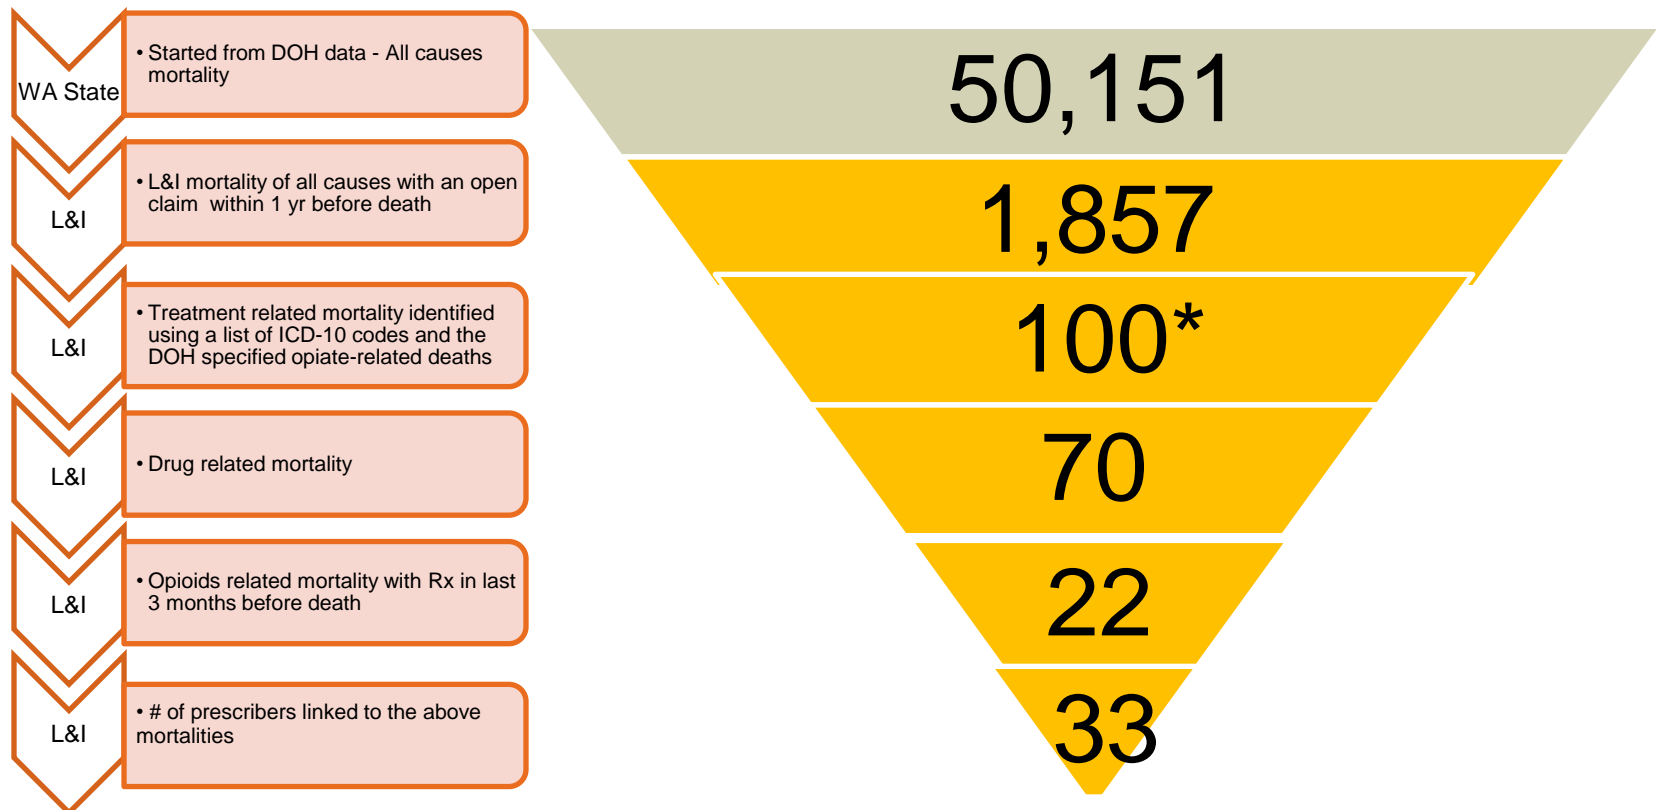 WA State
• Started from DOH data - All causes
mortality
50,151
L&I
• L&I mortality of all causes with an open
claim within 1 yr before death
1,857
L&I
• Treatment related mortality identified
using a list of ICD-10 codes and the
DOH specified opiate-related deaths
100*
L&I
• Drug related mortality
70
L&I
• Opioids related mortality with Rx in last
3 months before death
22
L&I
• # of prescribers linked to the above
mortalities
33